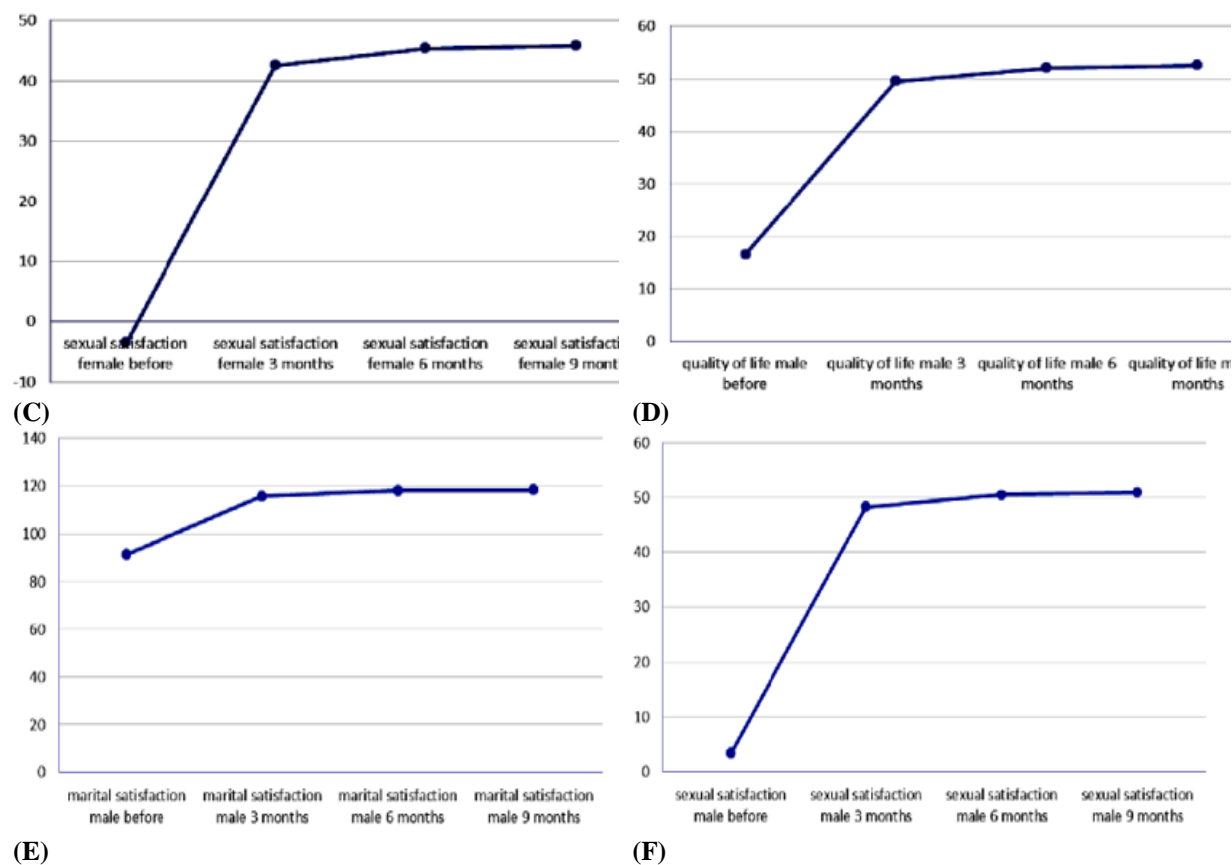 50
40
30
20
10
0
-10
sexual satisfaction female before
sexual satisfaction female 3 months
sexual satisfaction female 6 months
sexual satisfaction female 9 mont
(C)
60
50
40
30
20
10
0
quality of life male before
quality of life male 3 months
quality of life male 6 months
quality of life m months
(D)
140
120
100
80
60
40
20
0
marital satisfaction male before
marital satisfaction male 3 months
marital satisfaction male 6 months
marital satisfaction male 9 months
(E)
60
50
40
30
20
10
0
sexual satisfaction male before
sexual satisfaction male 3 months
sexual satisfaction male 6 months
sexual satisfaction male 9 months
(F)